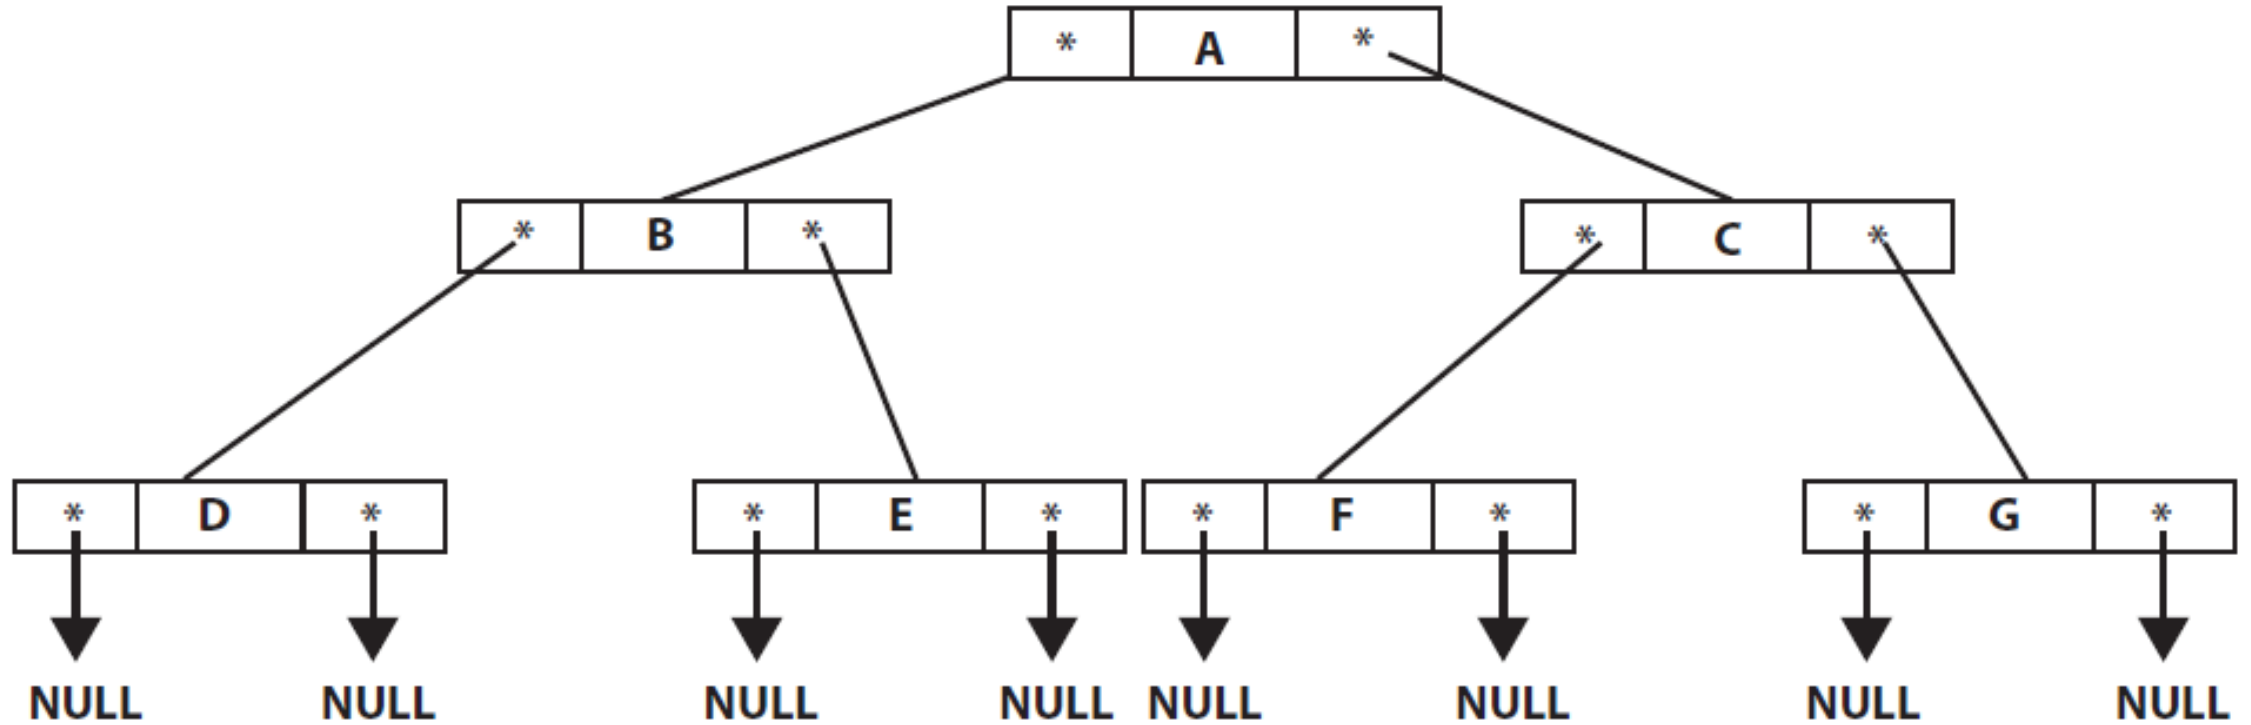 * A *
* B * * C *
* D * * E * * F * * G *
NULL NULL NULL NULL NULL NULL NULL NULL